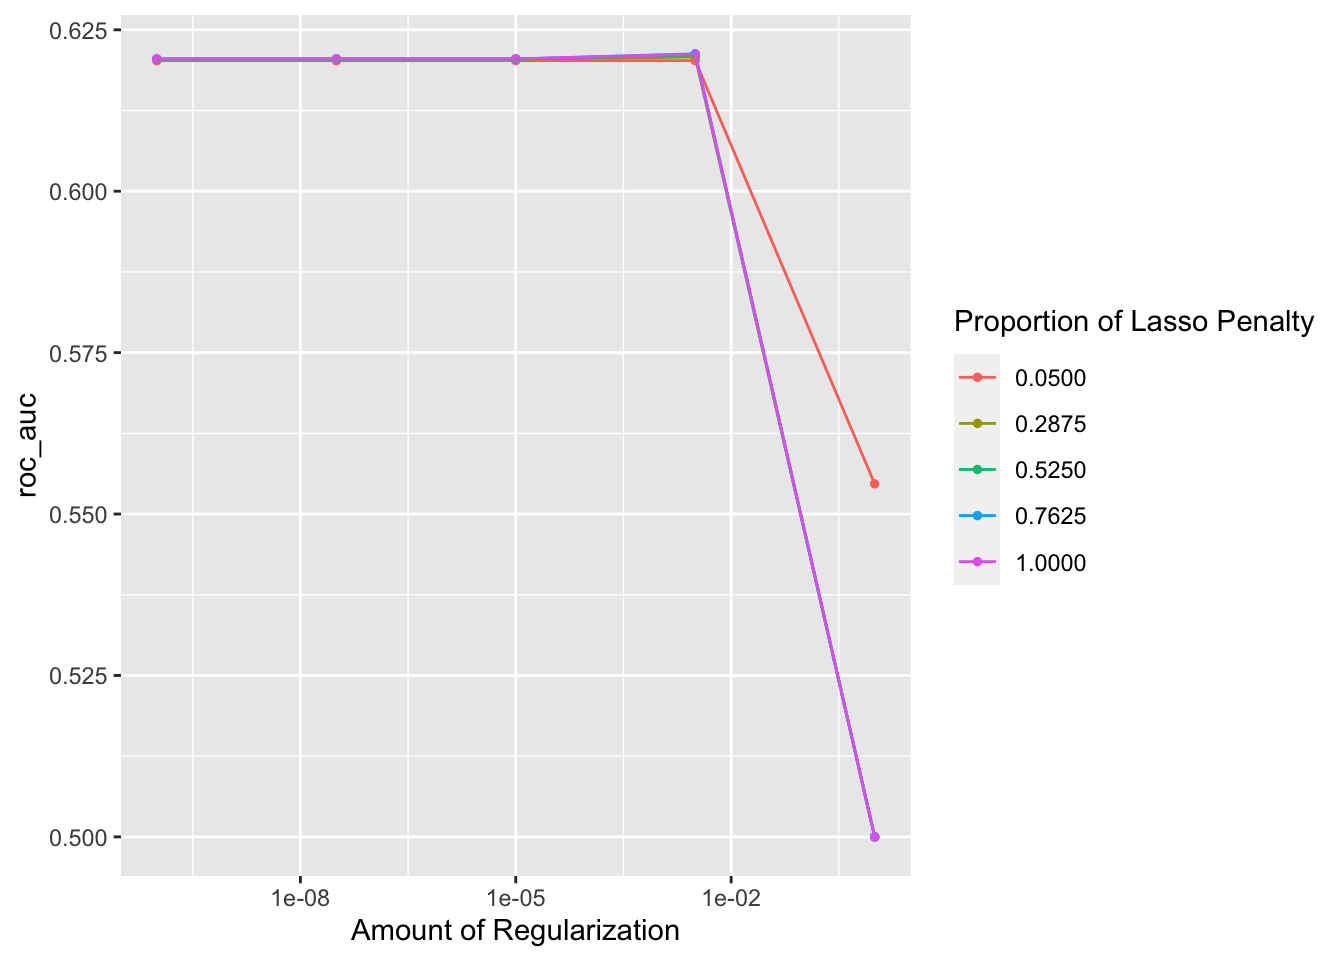 0.625
0.600
0.575
0.550
0.525
0.500
roc_auc
1e-08
1e-05
1e-02
Amount of Regularization
Proportion of Lasso Penalty
0.0500
0.2875
0.5250
0.7625
1.0000